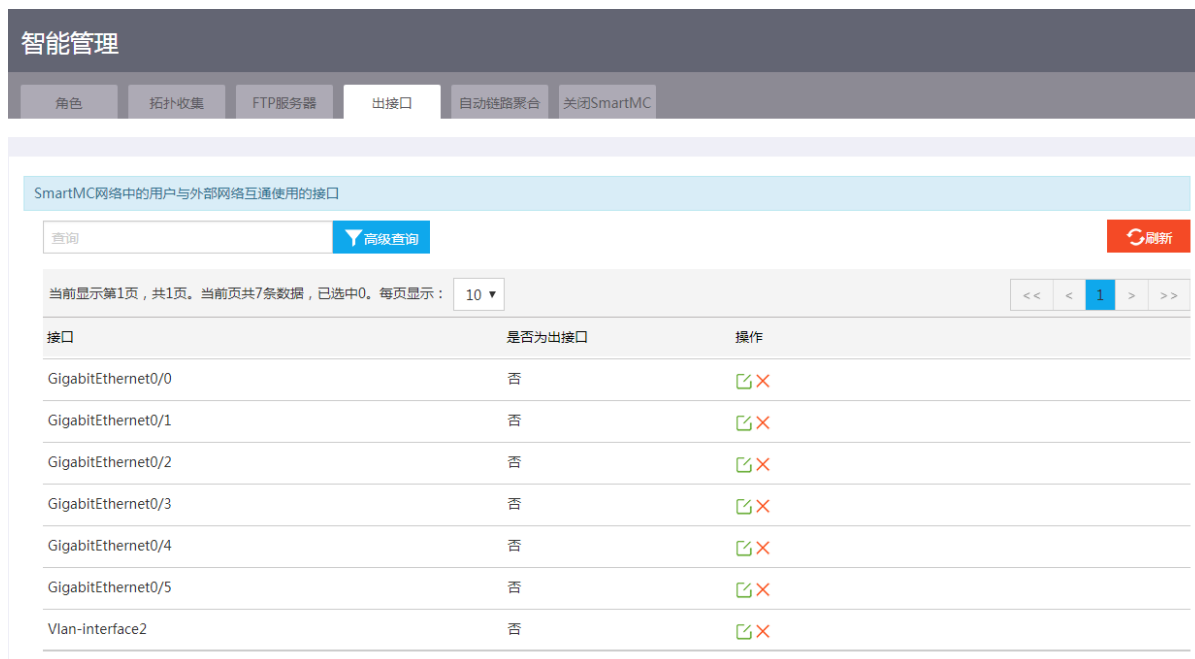 智能管理
角色 拓扑收集 FTP服务器 出接口 自动链路聚合 关闭SmartMC
SmartMC网络中的用户与外部网络互通使用的接口
查询 高级查询 刷新
当前显示第1页，共1页。当前页共7条数据，已选中0。每页显示： 10 << < 1 > >>
接口 是否为出接口 操作
GigabitEthernet0/0 否
GigabitEthernet0/1 否
GigabitEthernet0/2 否
GigabitEthernet0/3 否
GigabitEthernet0/4 否
GigabitEthernet0/5 否
Vlan-interface2 否